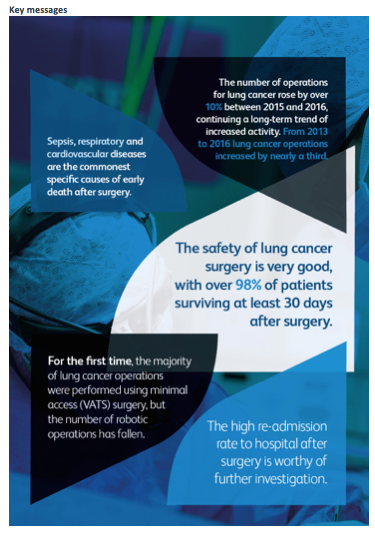 Key messages
The number of operations
for lung cancer rose by over
10% between 2015 and 2016,
continuing a long-term trend of
increased activity. From 2013
to 2016 lung cancer operations
increased by nearly a third.
Sepsis, respiratory and
cardiovascular diseases
are the commonest
specific causes of early
death after surgery.
The safety of lung cancer
surgery is very good,
with over 98% of patients
surviving at least 30 days
after surgery.
For the first time, the majority
of lung cancer operations
were performed using minimal
access (VATS) surgery, but
the number of robotic
operations has fallen.
The high re-admission
rate to hospital after
surgery is worthy of
further investigation.